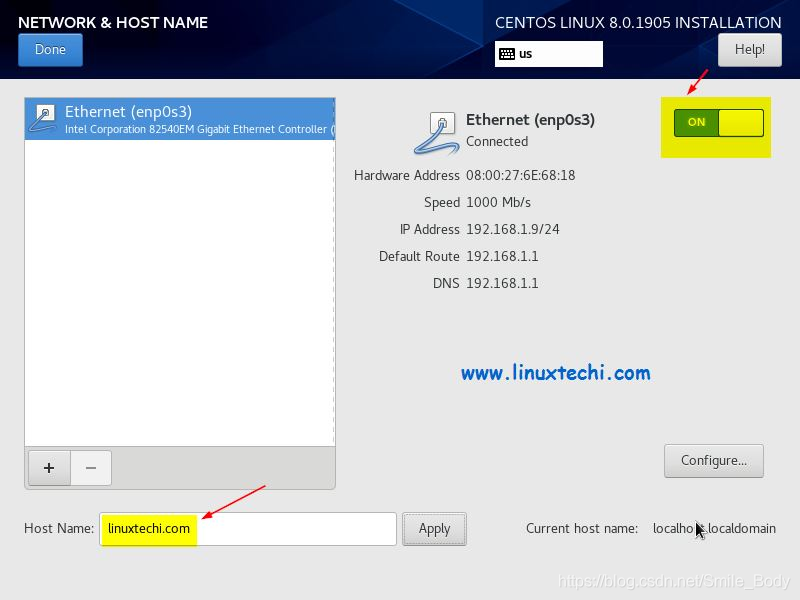 NETWORK & HOST NAME
CENTOS LINUX 8.0.1905 INSTALLATION
Done
us
Help!
Ethernet (enp0s3)
Intel Corporation 82540EM Gigabit Ethernet Controller (
Ethernet (enp0s3)
Connected
ON
Hardware Address 08:00:27:6E:68:18
Speed 1000 Mb/s
IP Address 192.168.1.9/24
Default Route 192.168.1.1
DNS 192.168.1.1
www.linuxtechi.com
+ −
Configure...
Host Name: linuxtechi.com Apply Current host name: localhost.localdomain
https://blog.csdn.net/Smile_Body